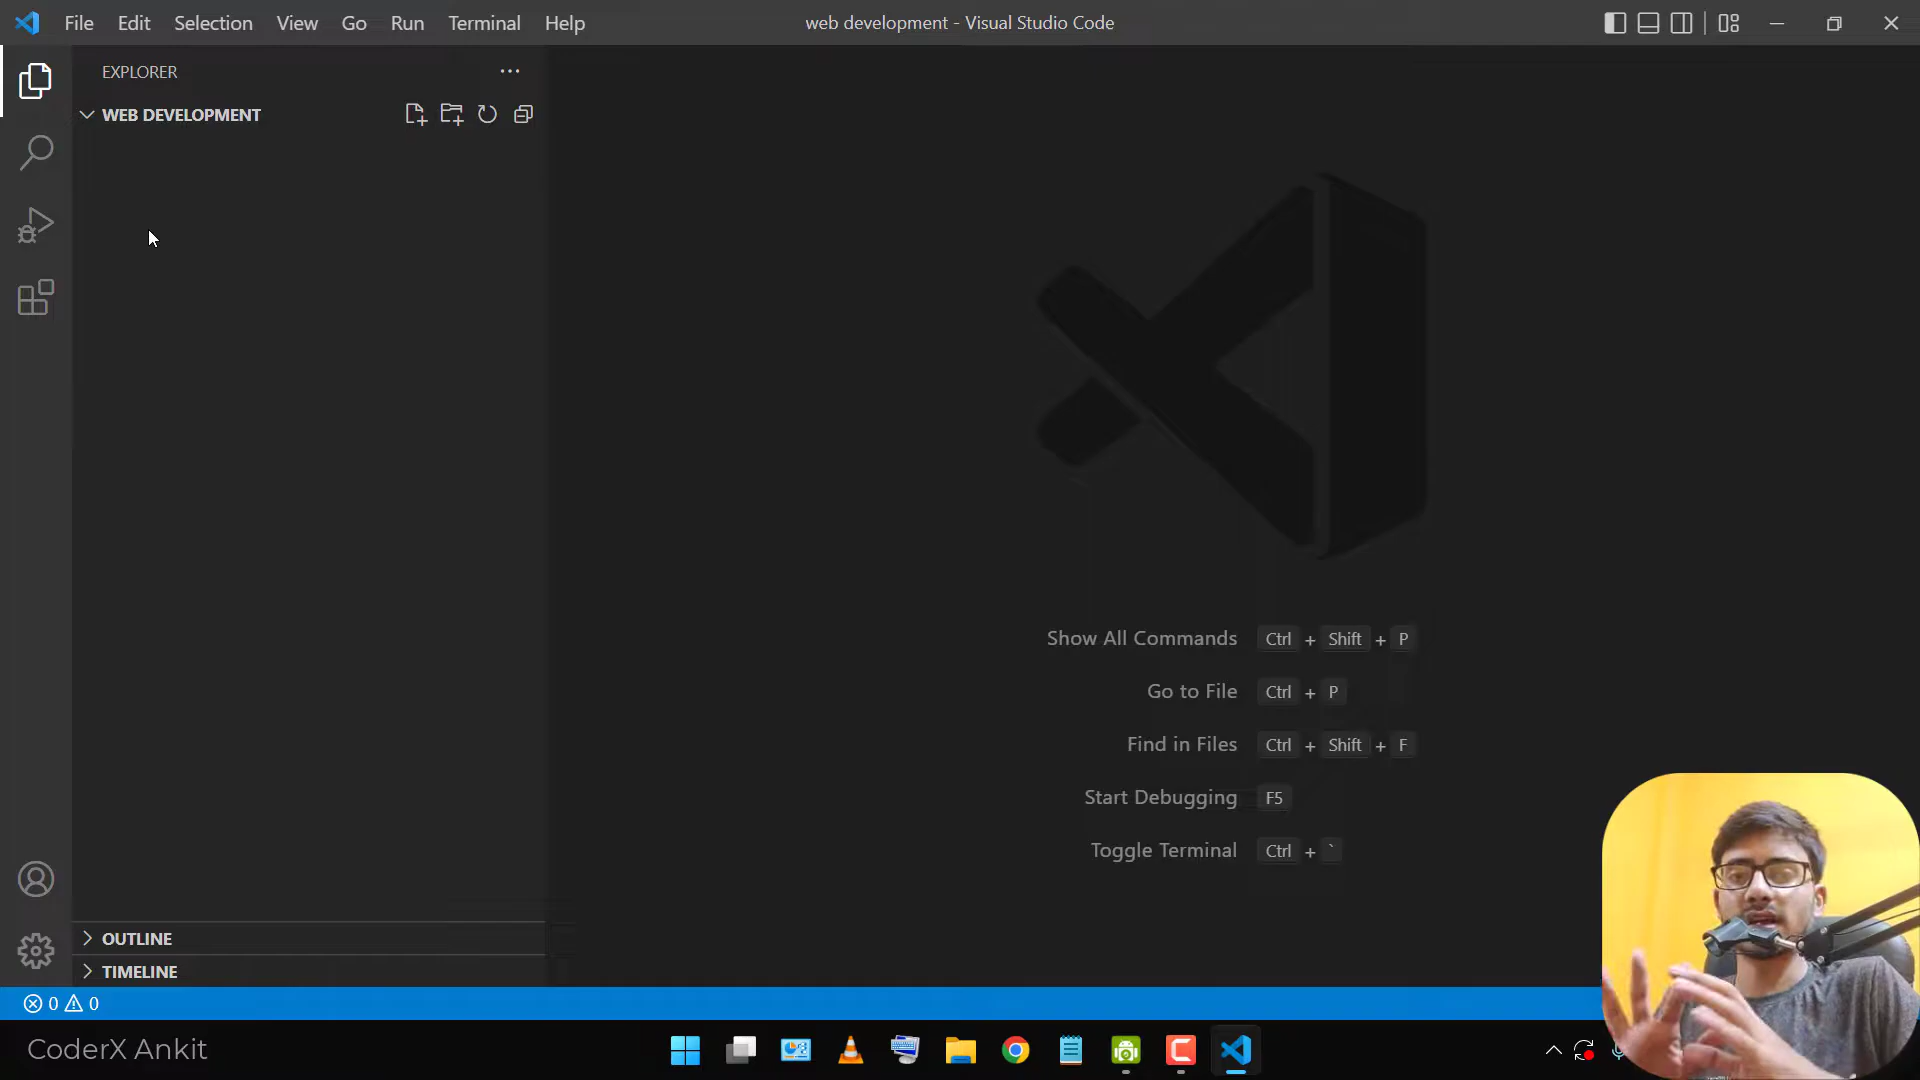 File Edit Selection View Go Run Terminal Help
web development - Visual Studio Code
EXPLORER
WEB DEVELOPMENT
Show All Commands Ctrl + Shift + P
Go to File Ctrl + P
Find in Files Ctrl + Shift + F
Start Debugging F5
Toggle Terminal Ctrl + `
OUTLINE
TIMELINE
0 0
CoderX Ankit